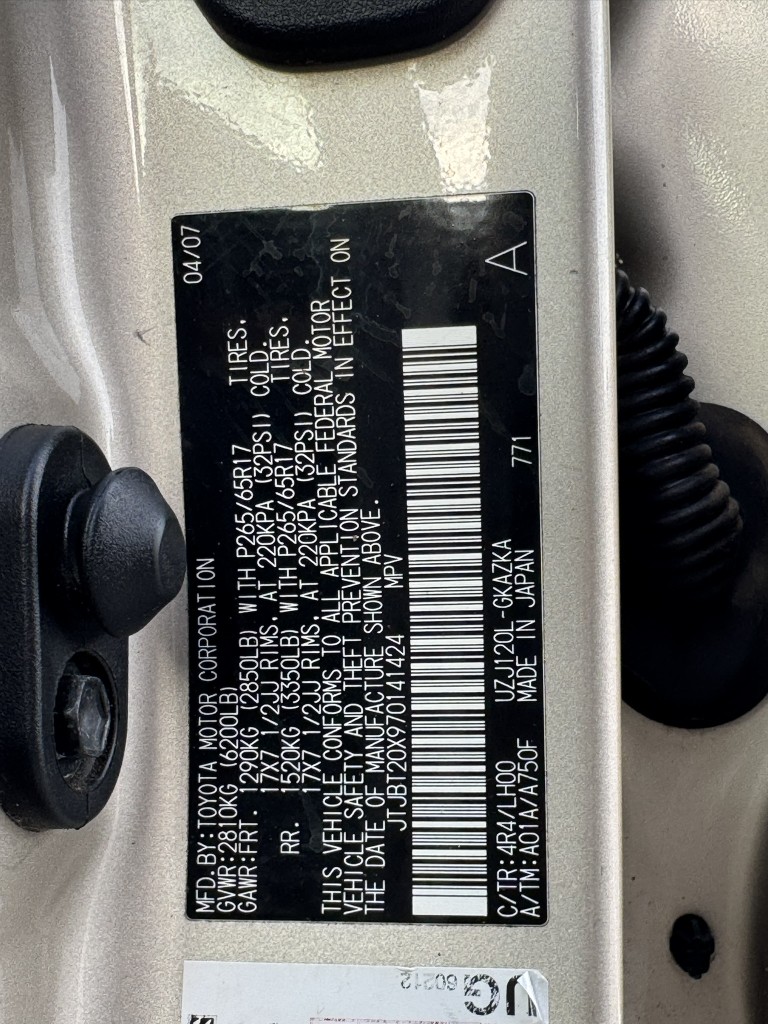 MFD. BY: TOYOTA MOTOR CORPORATION 04/07
GVWR: 2810KG (6200LB)
GAWR: FRT. 1290KG (2850LB) WITH P265/65R17 TIRES,
17X7 1/2JJ RIMS, AT 220KPA (32PSI) COLD.
RR. 1520KG (3350LB) WITH P265/65R17 TIRES,
17X7 1/2JJ RIMS, AT 220KPA (32PSI) COLD.
THIS VEHICLE CONFORMS TO ALL APPLICABLE FEDERAL MOTOR
VEHICLE SAFETY AND THEFT PREVENTION STANDARDS IN EFFECT ON
THE DATE OF MANUFACTURE SHOWN ABOVE.
JTJBT20X970141424 MPV
C/TR: 4R4/LH00 UZJ120L-GKAZKA 771 A
A/TM: A01A/A750F MADE IN JAPAN
UG
60212